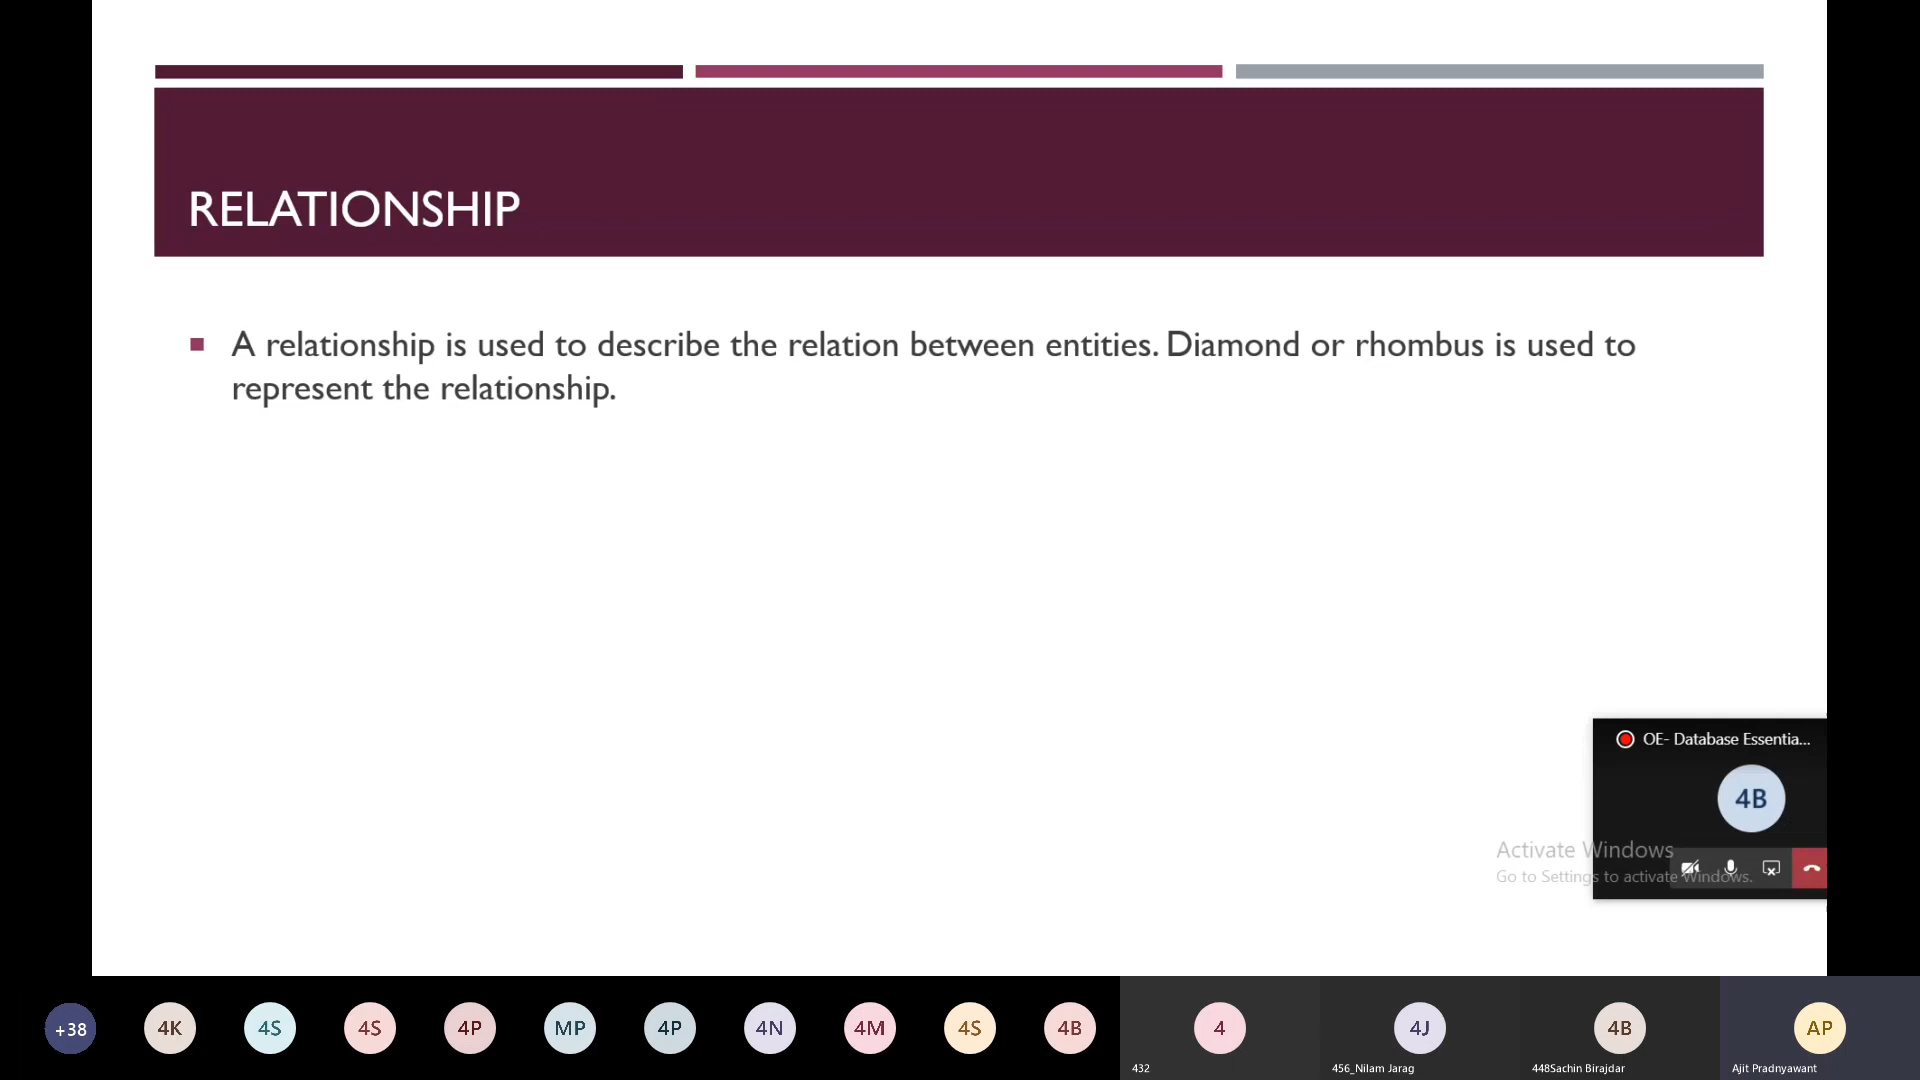 RELATIONSHIP
A relationship is used to describe the relation between entities. Diamond or rhombus is used to
represent the relationship.
OE- Database Essentia...
4B
Activate Windows
Go to Settings to activate Windows.
+38
4K
4S
4S
4P
MP
4P
4N
4M
4S
4B
4
4J
4B
AP
432
456_Nilam Jarag
448Sachin Birajdar
Ajit Pradnyawant